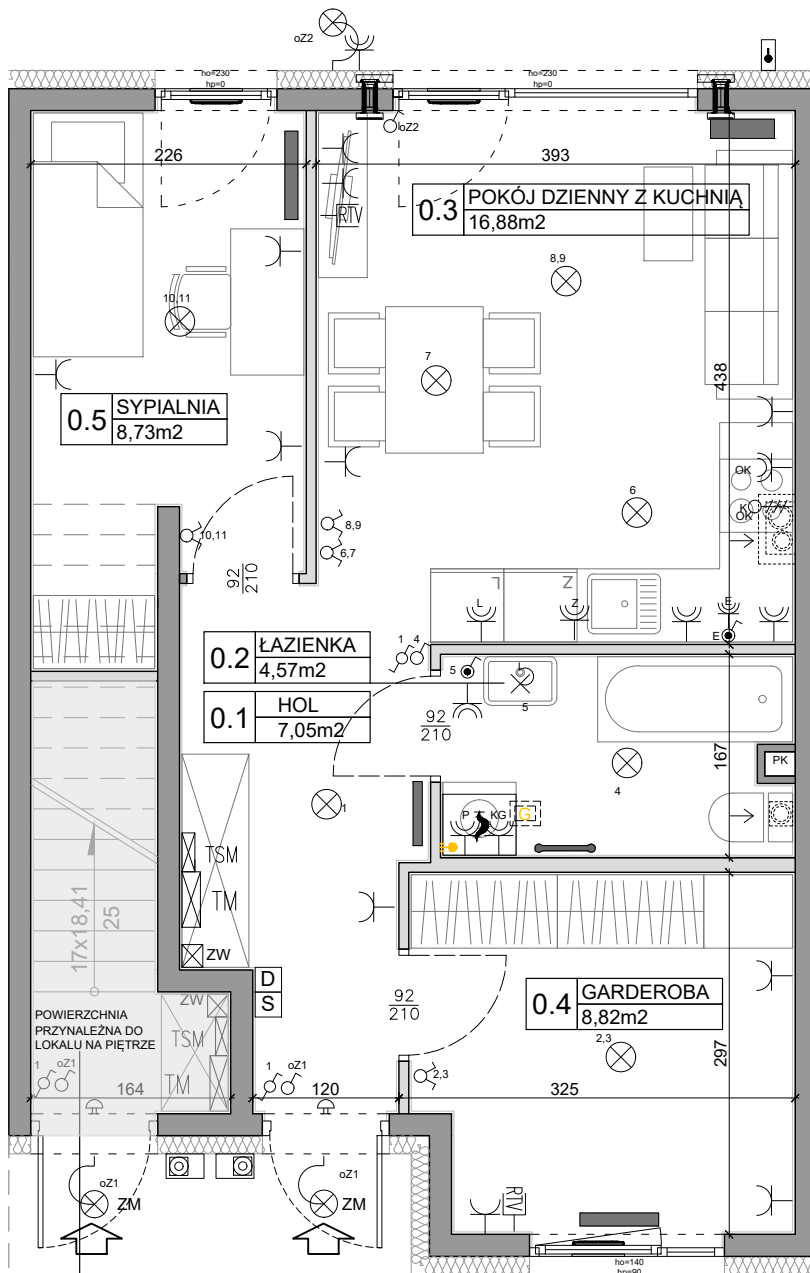 oZ2
ho=230
hp=0
ho=230
hp=0
oZ2
226
393
RTV
0.3
POKÓJ DZIENNY Z KUCHNIĄ
16,88m2
8,9
10,11
7
438
0.5
SYPIALNIA
8,73m2
OK
OK
K
6
10,11
8,9
6,7
92
210
L
Z
L
Z
E
E
0.2
ŁAZIENKA
4,57m2
1
4
5
5
0.1
HOL
7,05m2
92
210
167
PK
4
1
P
KG
G
TSM
TM
ZW
17x18,41
25
D
S
92
210
0.4
GARDEROBA
8,82m2
2,3
297
ZW
TSM
TM
POWIERZCHNIA
PRZYNALEŻNA DO
LOKALU NA PIĘTRZE
1
oZ1
1
oZ1
2,3
164
120
325
oZ1
ZM
oZ1
ZM
RTV
ho=140
hp=90